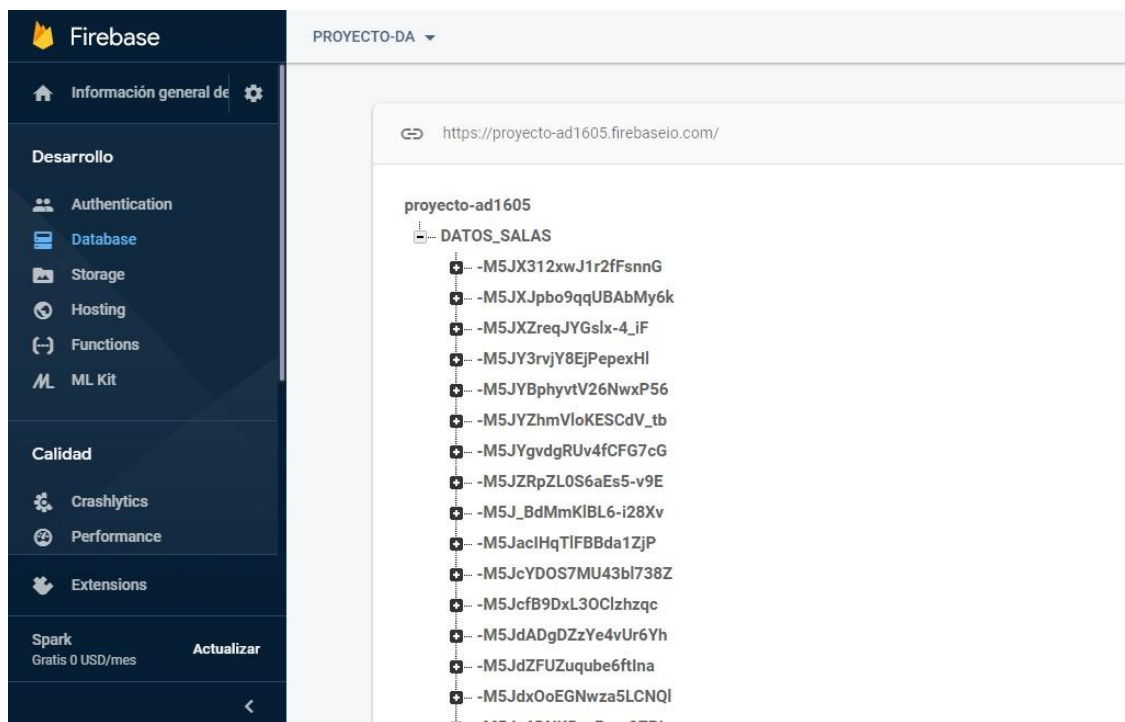 Firebase
PROYECTO-DA
Información general de
https://proyecto-ad1605.firebaseio.com/
Desarrollo
Authentication
Database
Storage
Hosting
Functions
ML Kit
Calidad
Crashlytics
Performance
Extensions
Spark
Gratis 0 USD/mes
Actualizar
proyecto-ad1605
DATOS_SALAS
-M5JX312xwJ1r2fFsnnG
-M5JXJpbo9qqUBAbMy6k
-M5JXZreqJYGslx-4_iF
-M5JY3rvjY8EjPepexHl
-M5JYBphyvtV26NwxP56
-M5JYZhmVloKESCdV_tb
-M5JYgvdgRUv4fCFG7cG
-M5JZRpZL0S6aEs5-v9E
-M5J_BdMmKlBL6-i28Xv
-M5JacIHqTlFBBda1ZjP
-M5JcYDOS7MU43bl738Z
-M5JcfB9DxL3OClzhzqc
-M5JdADgDZzYe4vUr6Yh
-M5JdZFUZuqube6ftIna
-M5JdxOoEGNwza5LCNQl